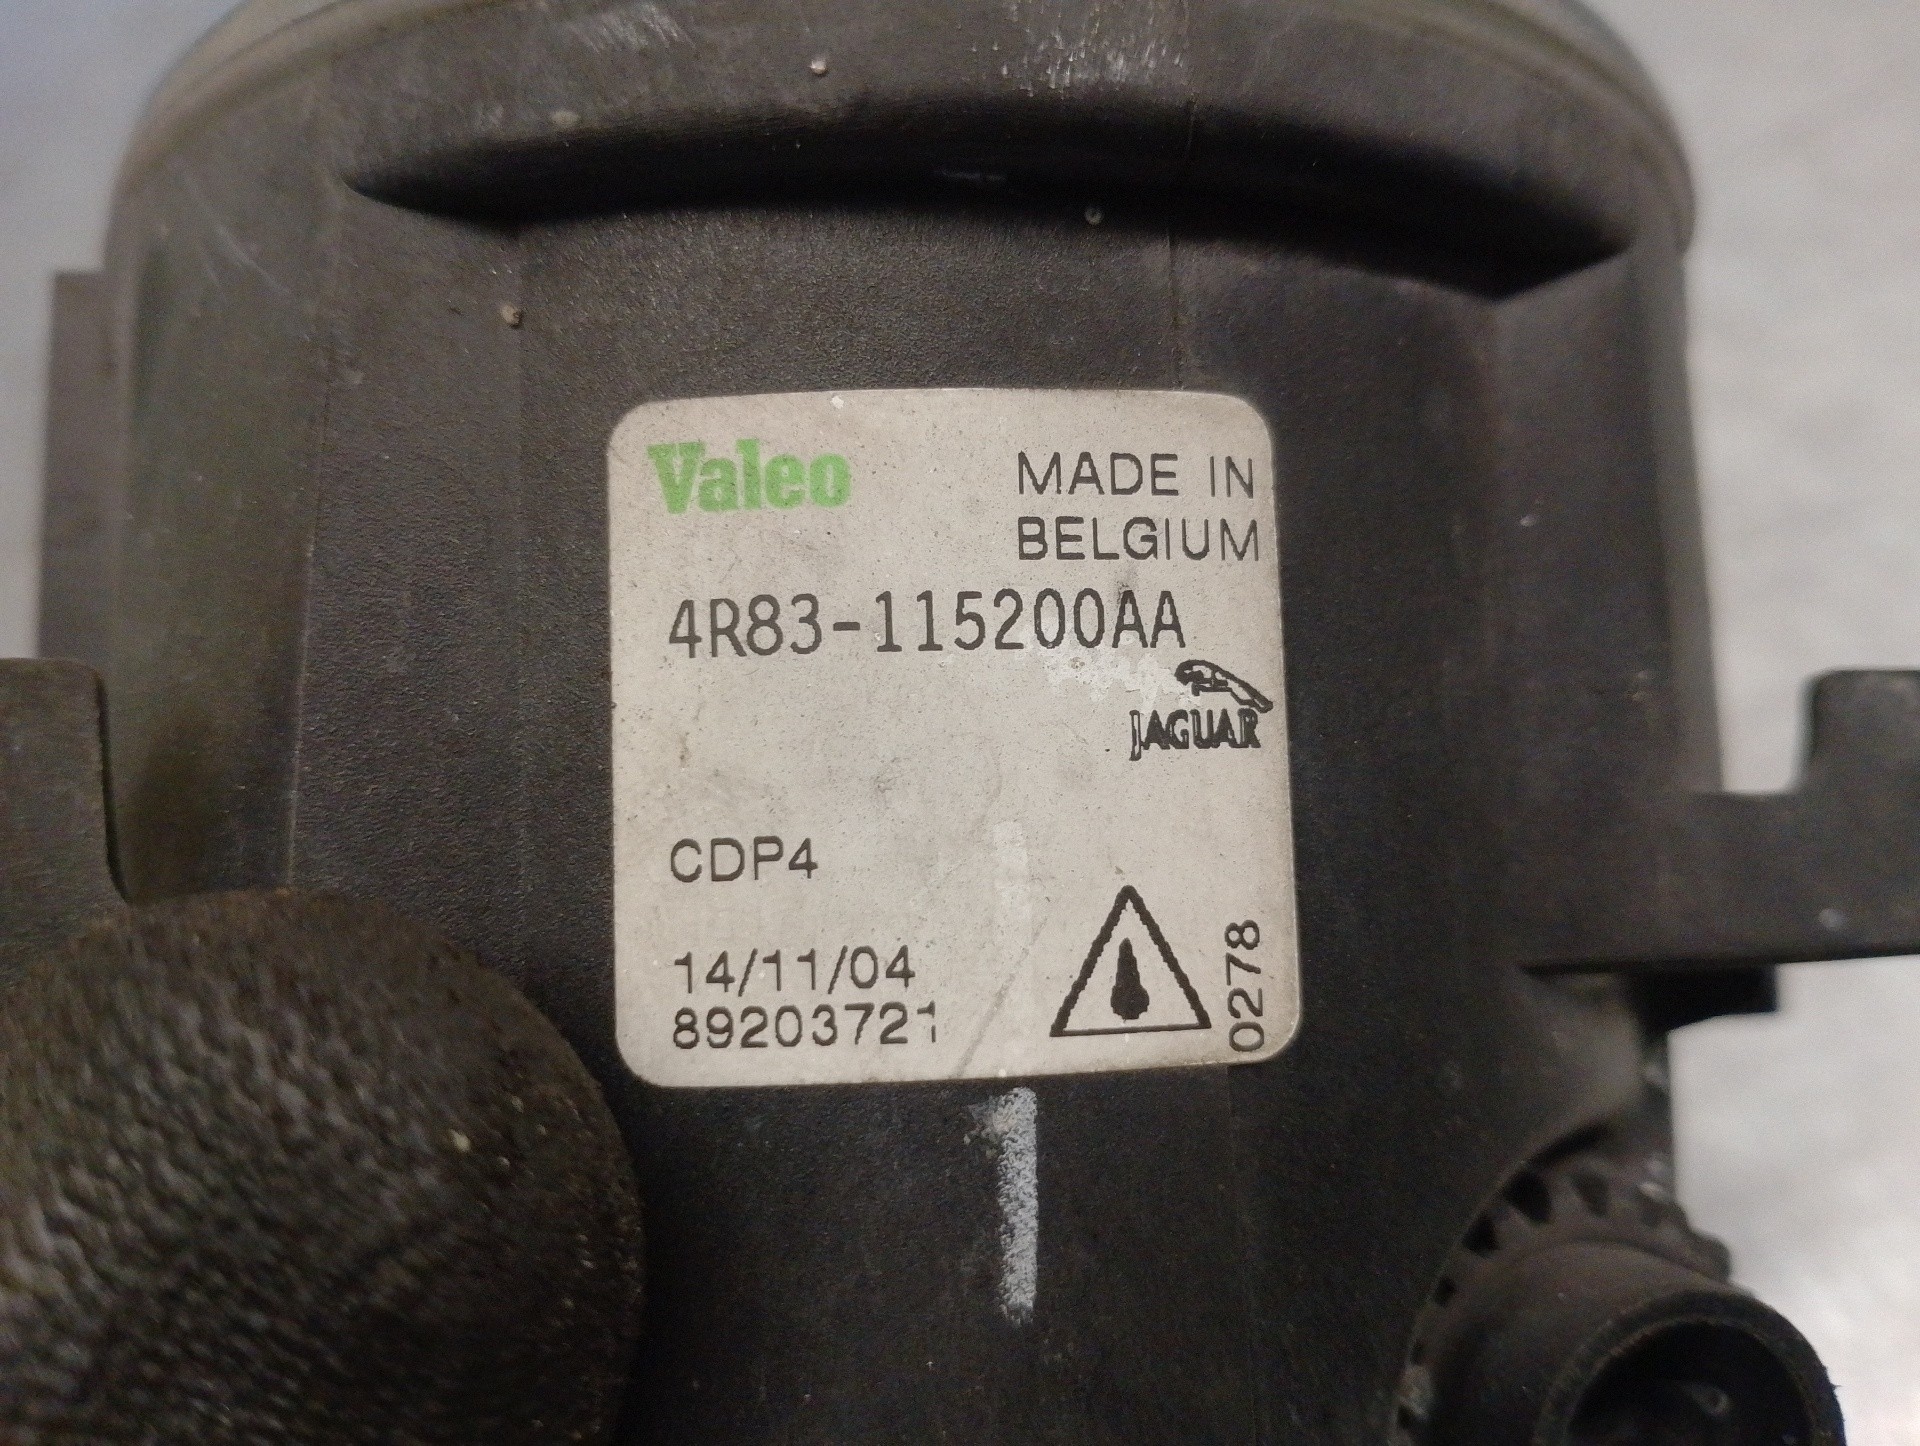 Valeo
MADE IN
BELGIUM
4R83-115200AA
JAGUAR
CDP4
14/11/04
89203721
0278